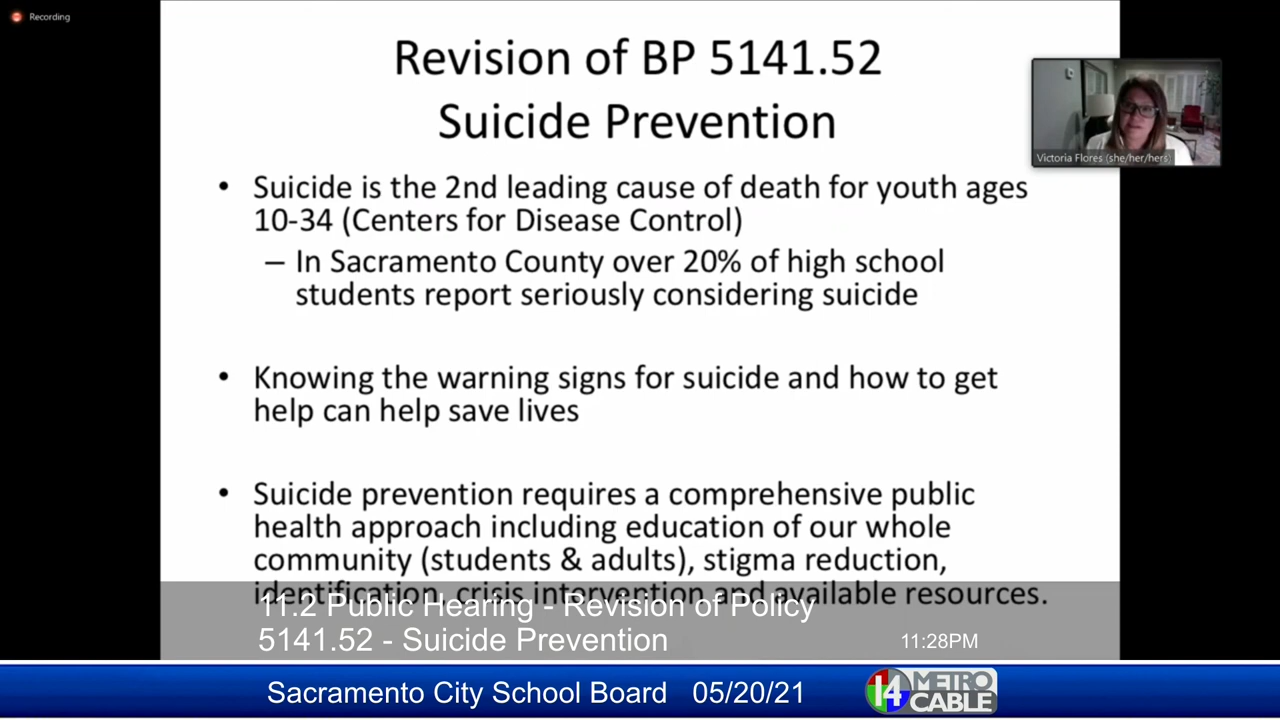 Recording
Revision of BP 5141.52
Suicide Prevention
Victoria Flores (she/her/hers)
• Suicide is the 2nd leading cause of death for youth ages
10-34 (Centers for Disease Control)
– In Sacramento County over 20% of high school
students report seriously considering suicide
• Knowing the warning signs for suicide and how to get
help can help save lives
• Suicide prevention requires a comprehensive public
health approach including education of our whole
community (students & adults), stigma reduction,
identification, crisis intervention and available resources.
11.2 Public Hearing - Revision of Policy
5141.52 - Suicide Prevention
11:28PM
Sacramento City School Board 05/20/21
14 METRO
CABLE